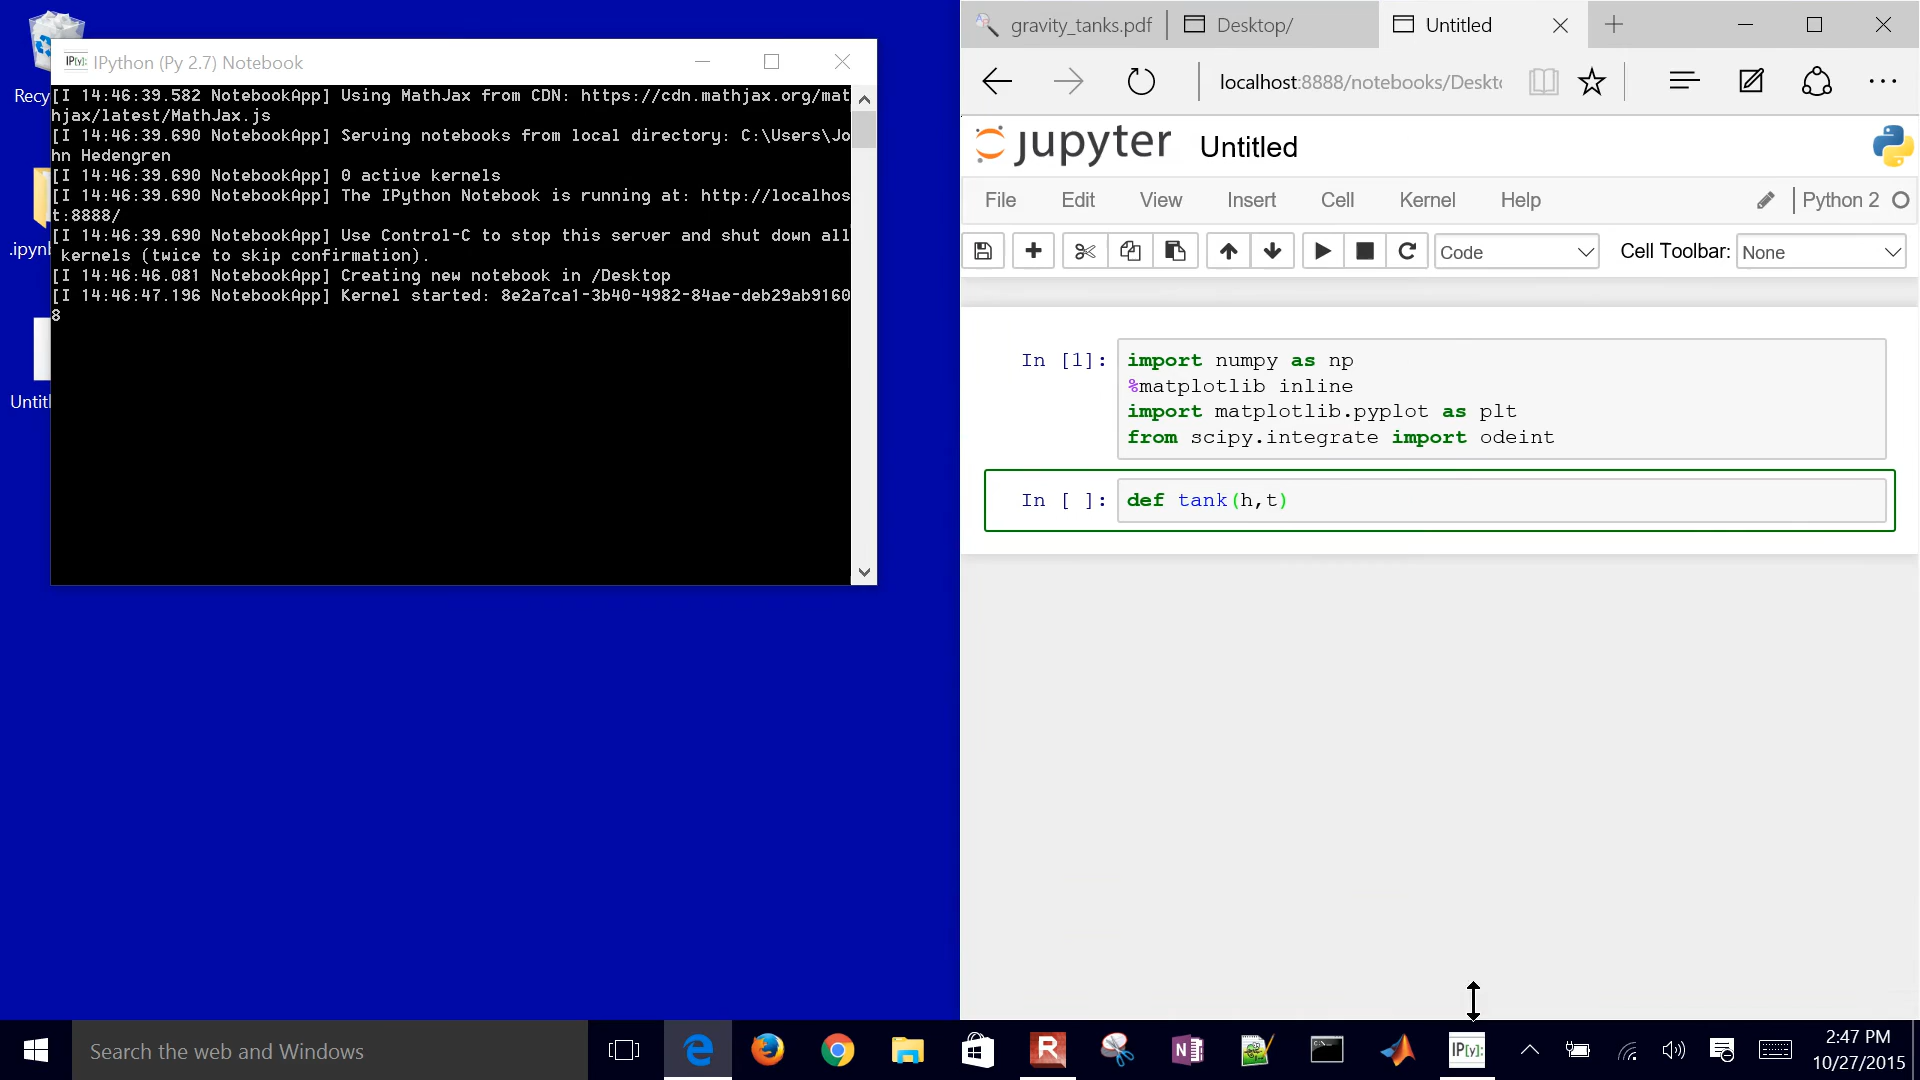 Recy
.ipynb
Untitl
IP[y]: IPython (Py 2.7) Notebook
[I 14:46:39.582 NotebookApp] Using MathJax from CDN: https://cdn.mathjax.org/mat
hjax/latest/MathJax.js
[I 14:46:39.690 NotebookApp] Serving notebooks from local directory: C:\Users\Jo
hn Hedengren
[I 14:46:39.690 NotebookApp] 0 active kernels
[I 14:46:39.690 NotebookApp] The IPython Notebook is running at: http://localhos
t:8888/
[I 14:46:39.690 NotebookApp] Use Control-C to stop this server and shut down all
kernels (twice to skip confirmation).
[I 14:46:46.081 NotebookApp] Creating new notebook in /Desktop
[I 14:46:47.196 NotebookApp] Kernel started: 8e2a7ca1-3b40-4982-84ae-deb29ab9160
8
gravity_tanks.pdf Desktop/ Untitled
localhost:8888/notebooks/Deskto
jupyter Untitled
File Edit View Insert Cell Kernel Help Python 2
Code Cell Toolbar: None
In [1]: import numpy as np
%matplotlib inline
import matplotlib.pyplot as plt
from scipy.integrate import odeint
In [ ]: def tank(h,t)
Search the web and Windows
IP[y]:
2:47 PM
10/27/2015